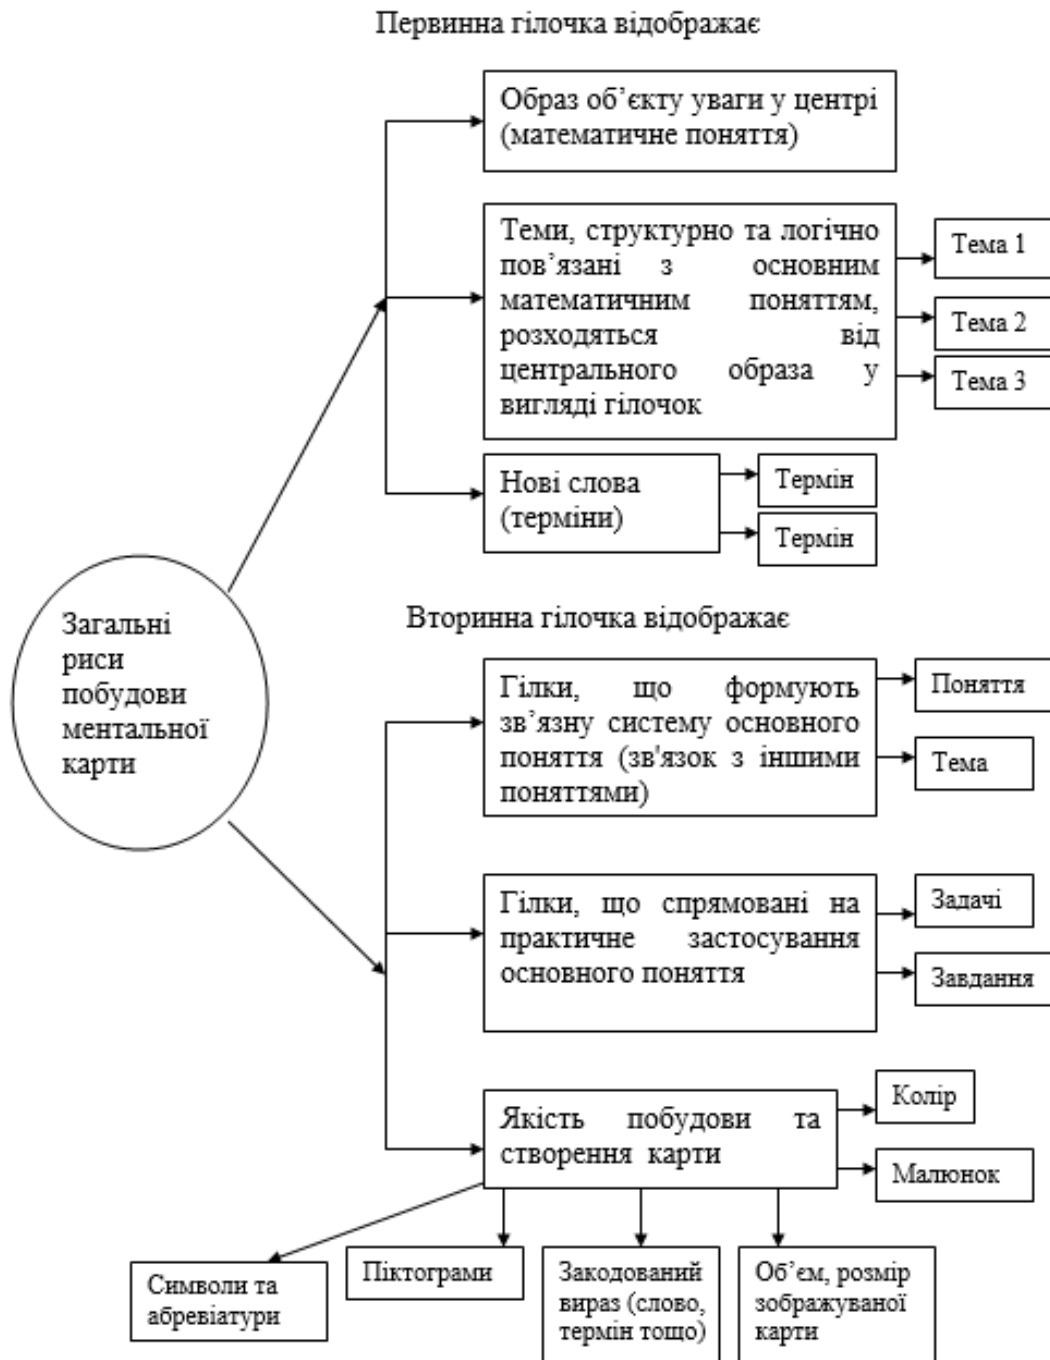 Первинна гілочка відображає
Образ об’єкту уваги у центрі
(математичне поняття)
Теми, структурно та логічно
пов’язані з основним
математичним поняттям,
розходяться від
центрального образа у
вигляді гілочок
Тема 1
Тема 2
Тема 3
Нові слова
(терміни)
Термін
Термін
Загальні
риси
побудови
ментальної
карти
Вторинна гілочка відображає
Гілки, що формують
зв’язну систему основного
поняття (зв'язок з іншими
поняттями)
Поняття
Тема
Гілки, що спрямовані на
практичне застосування
основного поняття
Задачі
Завдання
Якість побудови та
створення карти
Колір
Малюнок
Символи та
абревіатури
Піктограми
Закодований
вираз (слово,
термін тощо)
Об’єм, розмір
зображуваної
карти